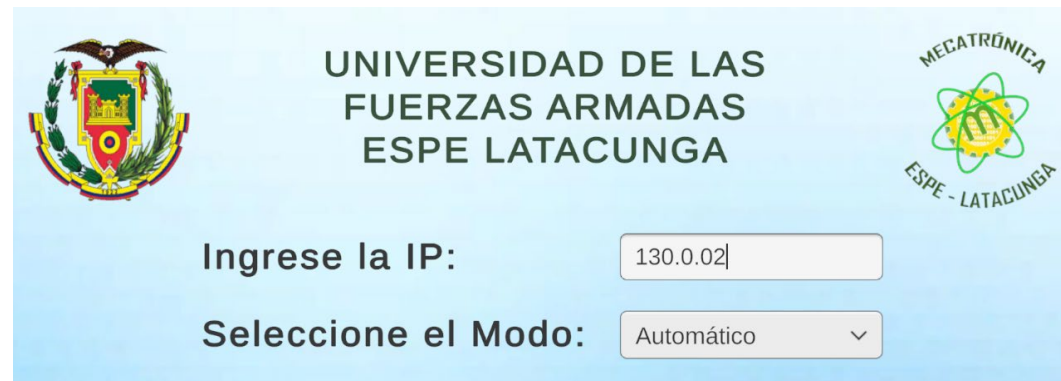 UNIVERSIDAD DE LAS
FUERZAS ARMADAS
ESPE LATACUNGA
MECATRÓNICA
M
ESPE - LATACUNGA
Ingrese la IP:
130.0.02
Seleccione el Modo:
Automático